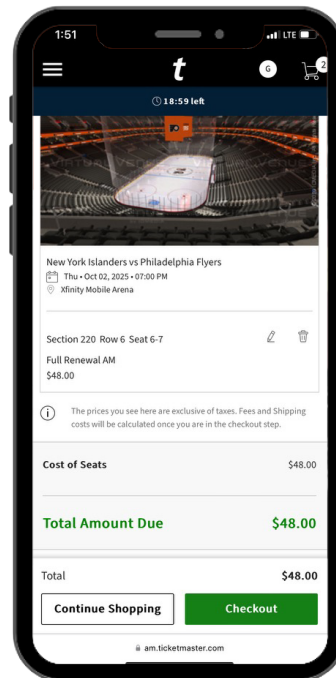 1:51
LTE
t
G
2
18:59 left
VIRTUAL VENUE
New York Islanders vs Philadelphia Flyers
Thu • Oct 02, 2025 • 07:00 PM
Xfinity Mobile Arena
Section 220 Row 6 Seat 6-7
Full Renewal AM
$48.00
The prices you see here are exclusive of taxes. Fees and Shipping
costs will be calculated once you are in the checkout step.
Cost of Seats $48.00
Total Amount Due $48.00
Total $48.00
Continue Shopping Checkout
am.ticketmaster.com